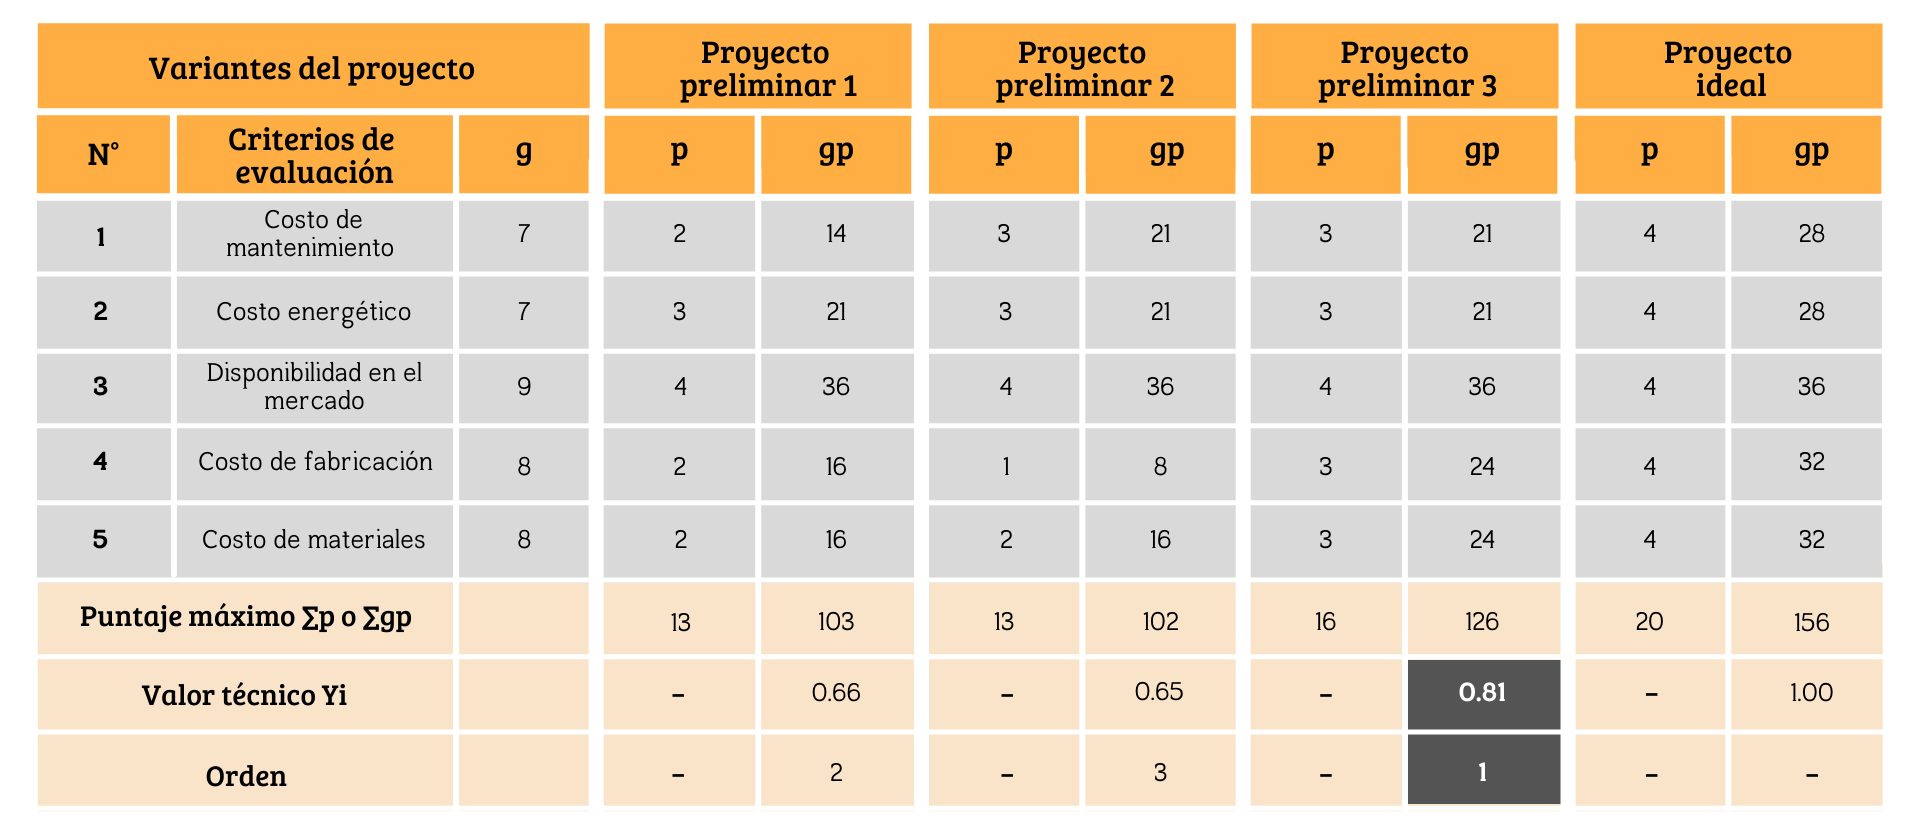 Variantes del proyecto Proyecto preliminar 1 Proyecto preliminar 2 Proyecto preliminar 3 Proyecto ideal
N° Criterios de evaluación g p gp p gp p gp p gp
1 Costo de mantenimiento 7 2 14 3 21 3 21 4 28
2 Costo energético 7 3 21 3 21 3 21 4 28
3 Disponibilidad en el mercado 9 4 36 4 36 4 36 4 36
4 Costo de fabricación 8 2 16 1 8 3 24 4 32
5 Costo de materiales 8 2 16 2 16 3 24 4 32
Puntaje máximo ∑p o ∑gp 13 103 13 102 16 126 20 156
Valor técnico Yi – 0.66 – 0.65 – 0.81 – 1.00
Orden – 2 – 3 – 1 – –